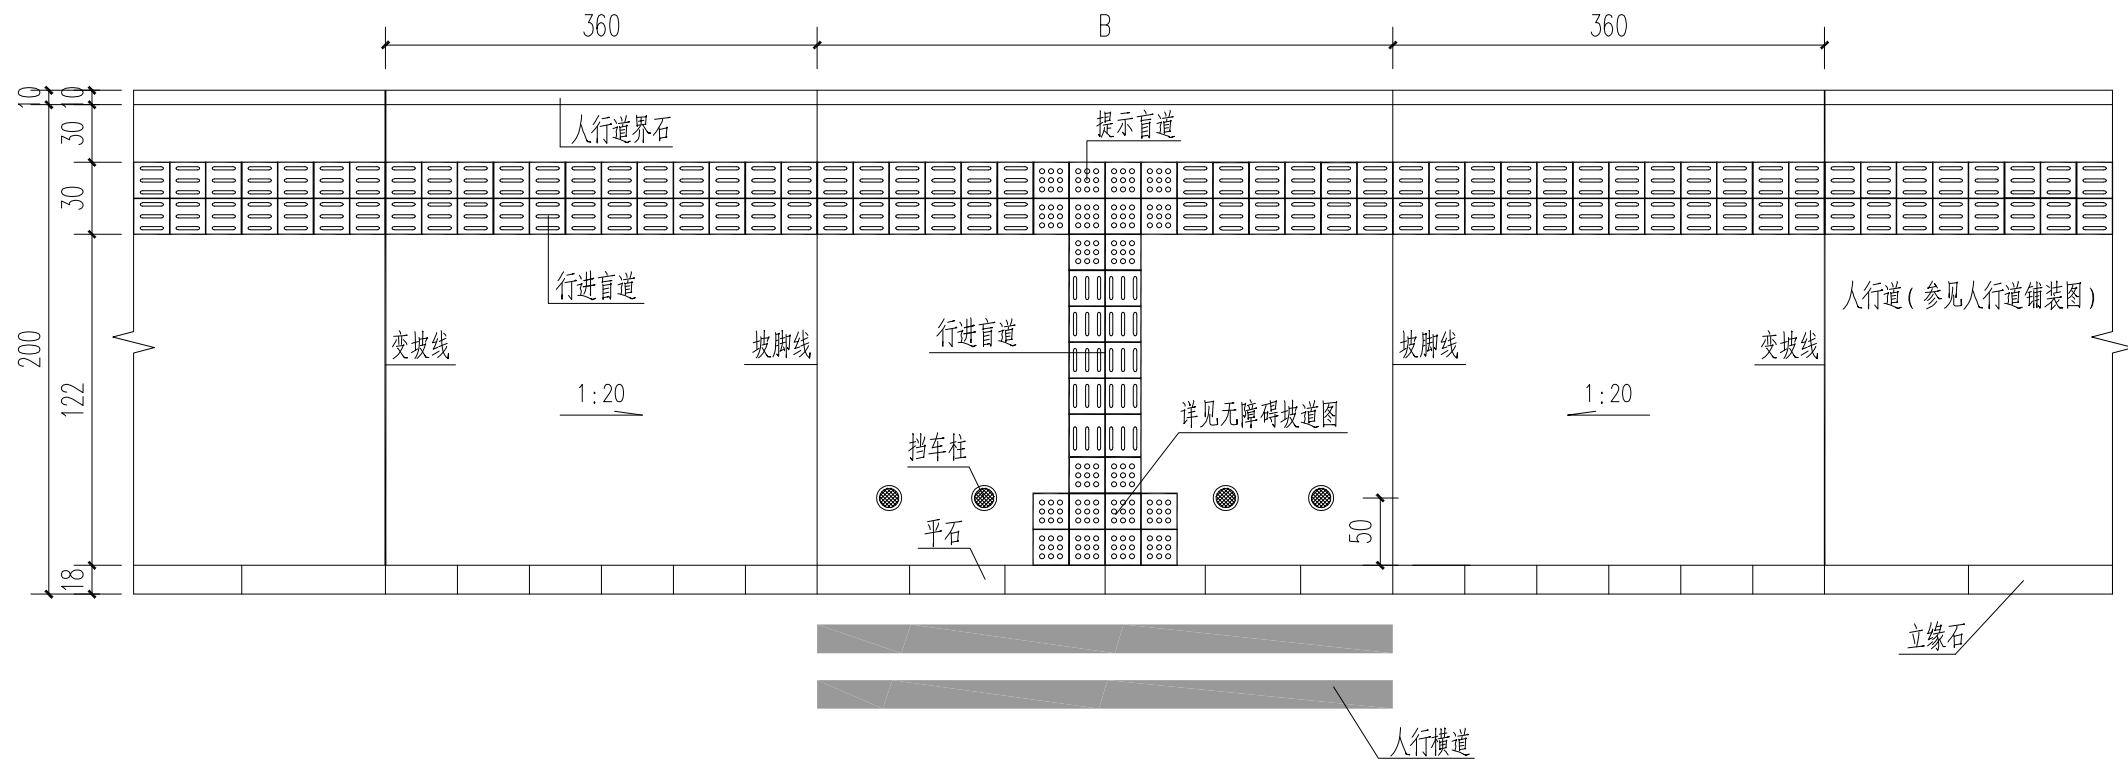 360
B
360
10
10
30
30
200
122
18
人行道界石
提示盲道
行进盲道
人行道(参见人行道铺装图)
行进盲道
变坡线
坡脚线
坡脚线
变坡线
1:20
1:20
详见无障碍坡道图
挡车柱
平石
50
立缘石
人行横道